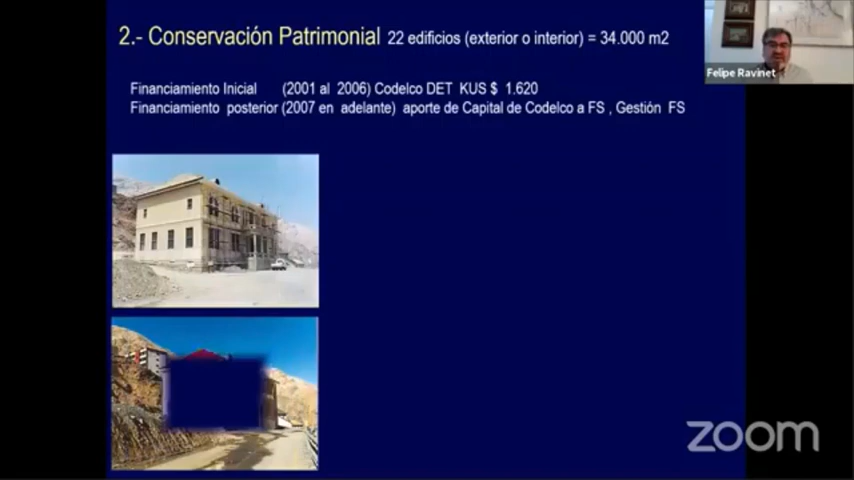 2.- Conservación Patrimonial 22 edificios (exterior o interior) = 34.000 m2
Felipe Ravinet
Financiamiento Inicial (2001 al 2006) Codelco DET KUS $ 1.620
Financiamiento posterior (2007 en adelante) aporte de Capital de Codelco a FS , Gestión FS
zoom